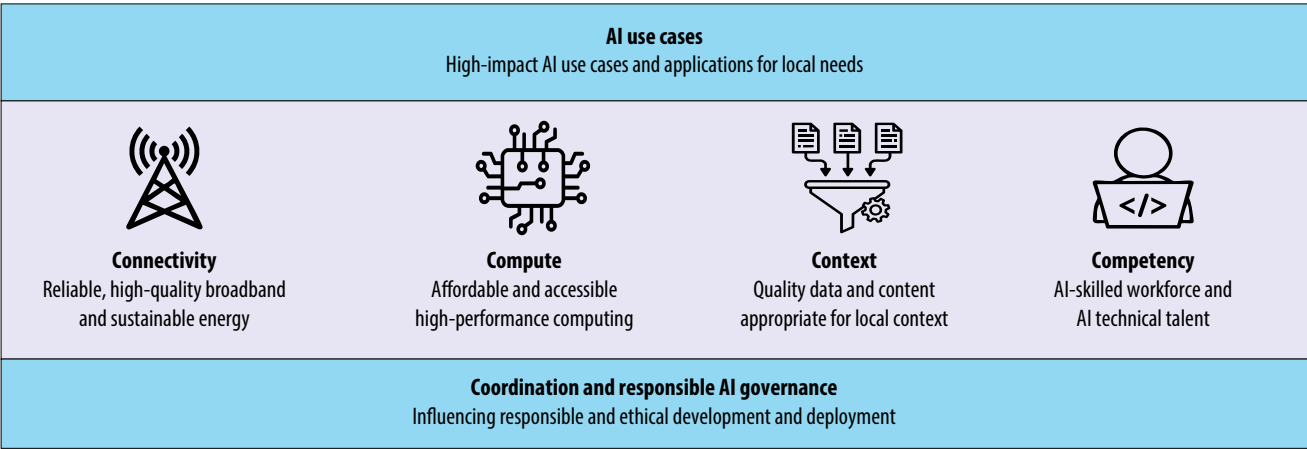 AI use cases
High-impact AI use cases and applications for local needs
</>
Connectivity
Reliable, high-quality broadband
and sustainable energy
Compute
Affordable and accessible
high-performance computing
Context
Quality data and content
appropriate for local context
Competency
AI-skilled workforce and
AI technical talent
Coordination and responsible AI governance
Influencing responsible and ethical development and deployment